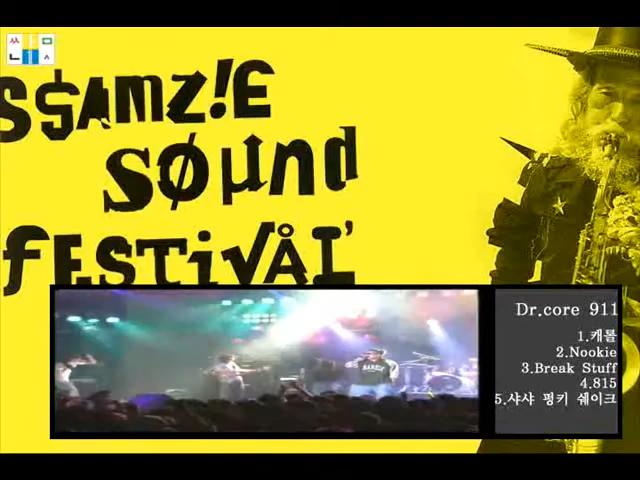 SSAMZ!E
SOUND
FESTiVAL'
Dr.core 911
1.캐롤
2.Nookie
3.Break Stuff
4.815
5.샤샤 펑키 쉐이크